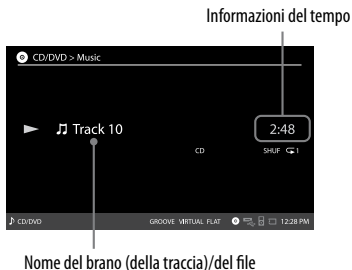 Informazioni del tempo
CD/DVD > Music
Track 10
2:48
CD
SHUF 1
CD/DVD
GROOVE VIRTUAL FLAT
12:28 PM
Nome del brano (della traccia)/del file